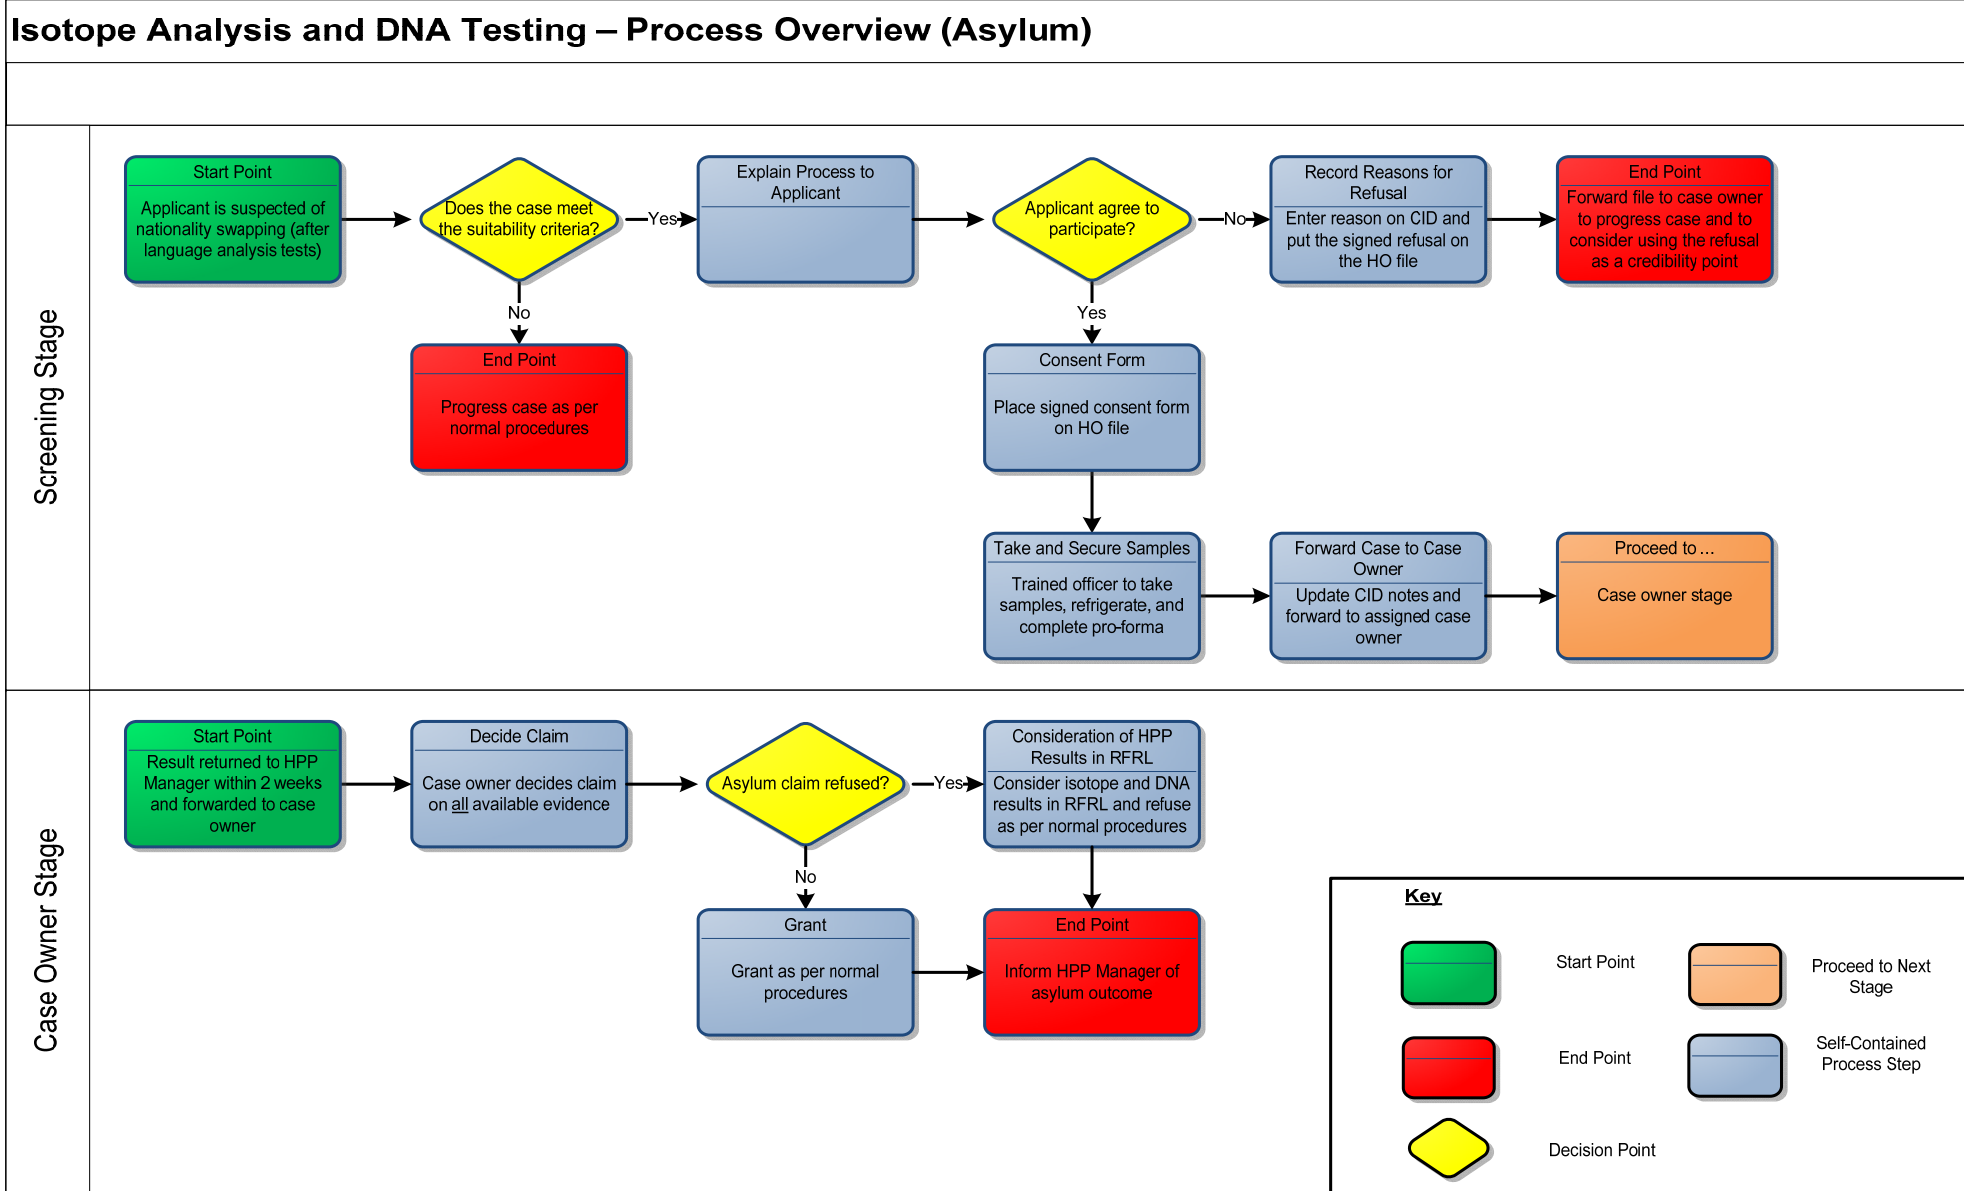 Isotope Analysis and DNA Testing – Process Overview (Asylum)
Screening Stage
Start Point
Applicant is suspected of
nationality swapping (after
language analysis tests)
Does the case meet
the suitability criteria?
Yes
No
End Point
Progress case as per
normal procedures
Explain Process to
Applicant
Applicant agree to
participate?
No
Yes
Record Reasons for
Refusal
Enter reason on CID and
put the signed refusal on
the HO file
End Point
Forward file to case owner
to progress case and to
consider using the refusal
as a credibility point
Consent Form
Place signed consent form
on HO file
Take and Secure Samples
Trained officer to take
samples, refrigerate, and
complete pro-forma
Forward Case to Case
Owner
Update CID notes and
forward to assigned case
owner
Proceed to ...
Case owner stage
Case Owner Stage
Start Point
Result returned to HPP
Manager within 2 weeks
and forwarded to case
owner
Decide Claim
Case owner decides claim
on all available evidence
Asylum claim refused?
Yes
No
Consideration of HPP
Results in RFRL
Consider isotope and DNA
results in RFRL and refuse
as per normal procedures
Grant
Grant as per normal
procedures
End Point
Inform HPP Manager of
asylum outcome
Key
Start Point
Proceed to Next
Stage
End Point
Self-Contained
Process Step
Decision Point